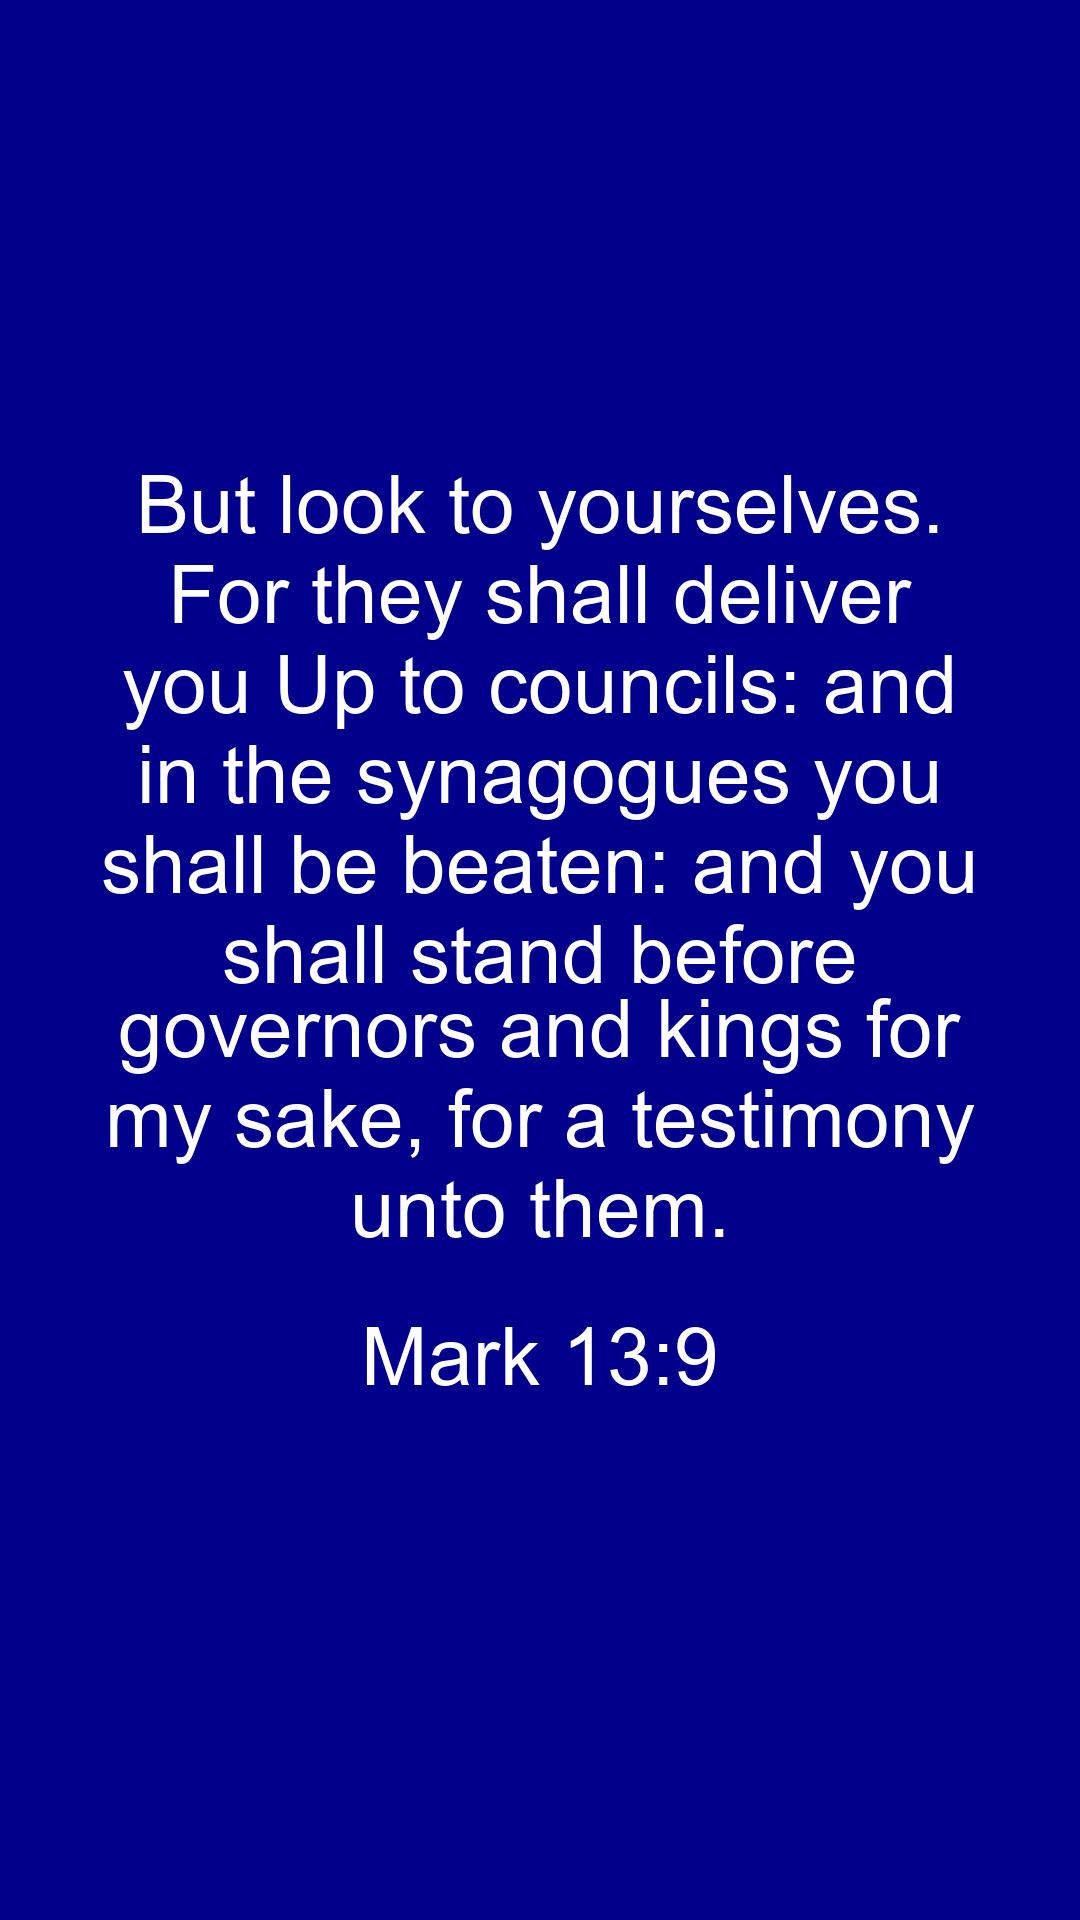 But look to yourselves.
For they shall deliver
you Up to councils: and
in the synagogues you
shall be beaten: and you
shall stand before
governors and kings for
my sake, for a testimony
unto them.
Mark 13:9